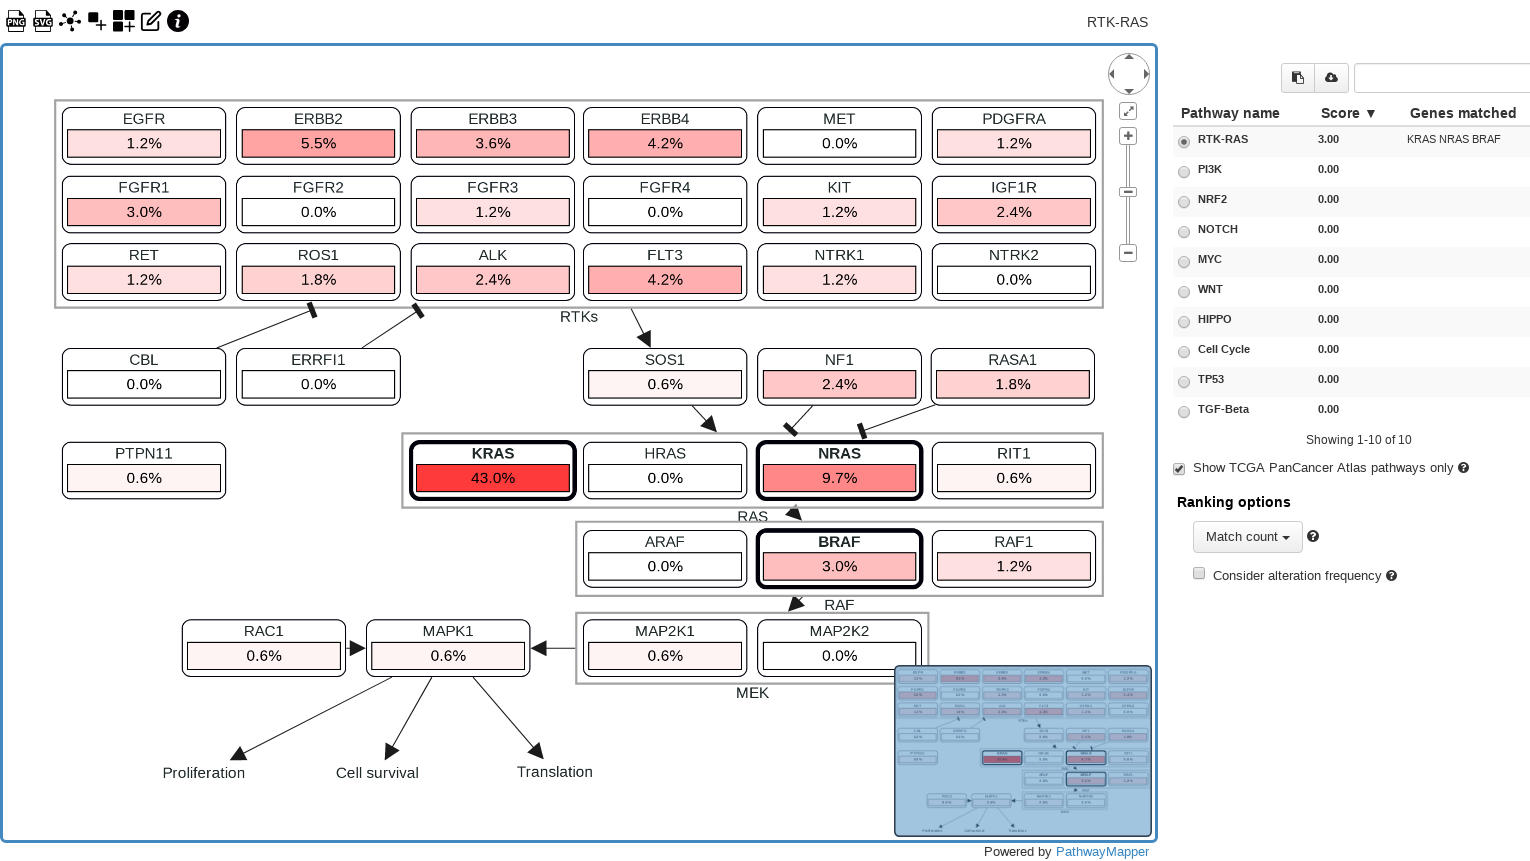 PNG SVG RTK-RAS
EGFR ERBB2 ERBB3 ERBB4 MET PDGFRA
1.2% 5.5% 3.6% 4.2% 0.0% 1.2%
FGFR1 FGFR2 FGFR3 FGFR4 KIT IGF1R
3.0% 0.0% 1.2% 0.0% 1.2% 2.4%
RET ROS1 ALK FLT3 NTRK1 NTRK2
1.2% 1.8% 2.4% 4.2% 1.2% 0.0%
RTKs
CBL ERRFI1 SOS1 NF1 RASA1
0.0% 0.0% 0.6% 2.4% 1.8%
PTPN11 KRAS HRAS NRAS RIT1
0.6% 43.0% 0.0% 9.7% 0.6%
RAS
ARAF BRAF RAF1
0.0% 3.0% 1.2%
RAF
RAC1 MAPK1 MAP2K1 MAP2K2
0.6% 0.6% 0.6% 0.0%
MEK
Proliferation Cell survival Translation
Powered by PathwayMapper
Pathway name Score ▼ Genes matched
RTK-RAS 3.00 KRAS NRAS BRAF
PI3K 0.00
NRF2 0.00
NOTCH 0.00
MYC 0.00
WNT 0.00
HIPPO 0.00
Cell Cycle 0.00
TP53 0.00
TGF-Beta 0.00
Showing 1-10 of 10
Show TCGA PanCancer Atlas pathways only
Ranking options
Match count
Consider alteration frequency